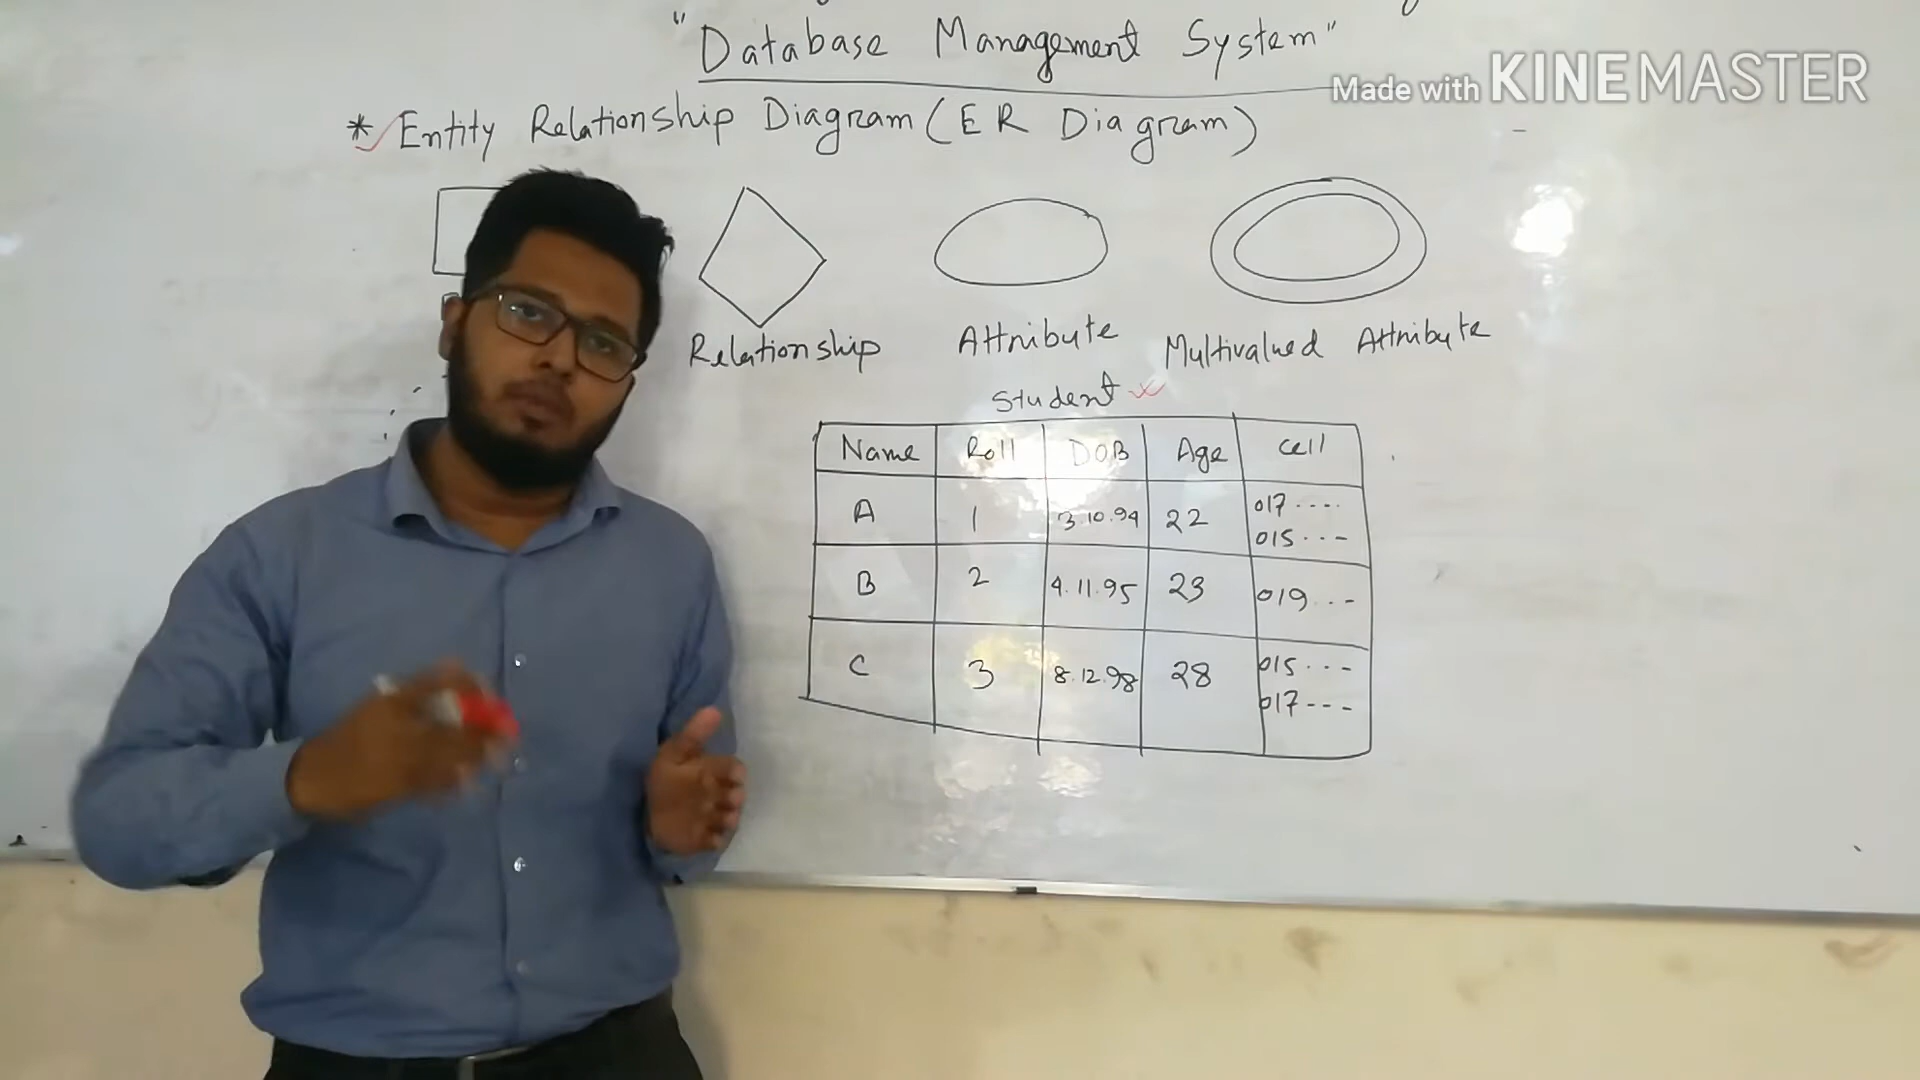 "Database Management System"
Made with KINEMASTER
* Entity Relationship Diagram (ER Diagram)
Relationship Attribute Multivalued Attribute
Student
Name Roll DOB Age Cell
A 1 3.10.94 22 017....
015...-
B 2 4.11.95 23 019...-
C 3 8.12.98 28 015...-
017---